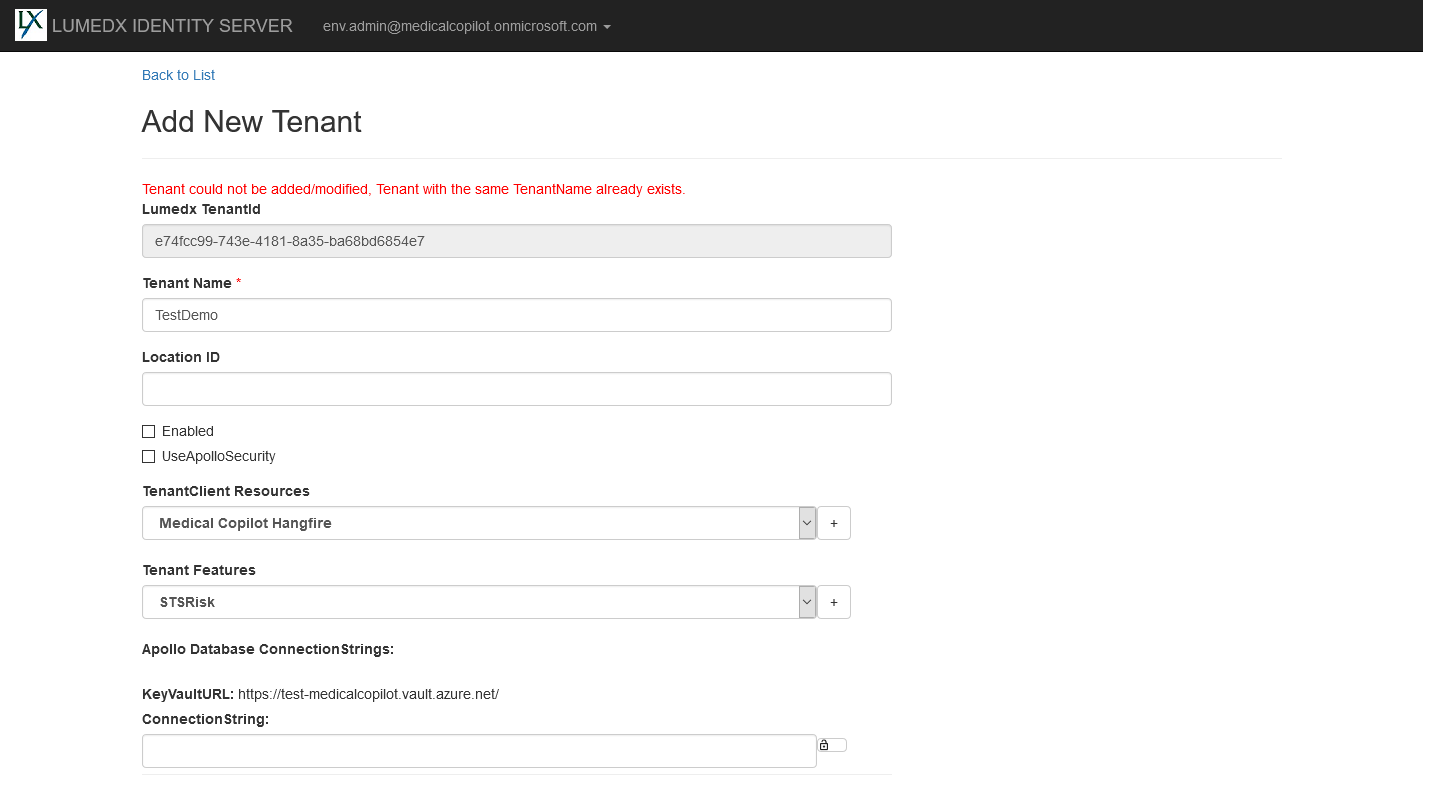 LX LUMEDX IDENTITY SERVER env.admin@medicalcopilot.onmicrosoft.com
Back to List
Add New Tenant
Tenant could not be added/modified, Tenant with the same TenantName already exists.
Lumedx TenantId
e74fcc99-743e-4181-8a35-ba68bd6854e7
Tenant Name *
TestDemo
Location ID
Enabled
UseApolloSecurity
TenantClient Resources
Medical Copilot Hangfire +
Tenant Features
STSRisk +
Apollo Database ConnectionStrings:
KeyVaultURL: https://test-medicalcopilot.vault.azure.net/
ConnectionString: